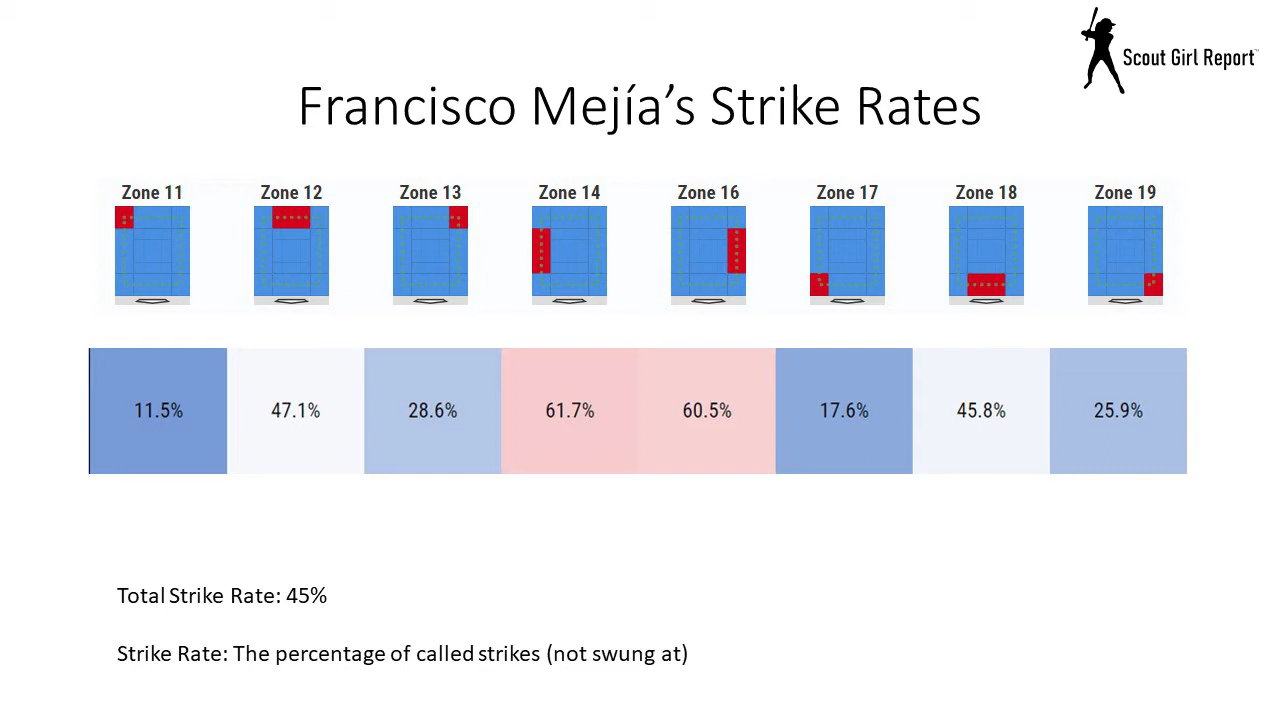 Scout Girl Report™
Francisco Mejía’s Strike Rates
Zone 11 Zone 12 Zone 13 Zone 14 Zone 16 Zone 17 Zone 18 Zone 19
11.5% 47.1% 28.6% 61.7% 60.5% 17.6% 45.8% 25.9%
Total Strike Rate: 45%
Strike Rate: The percentage of called strikes (not swung at)